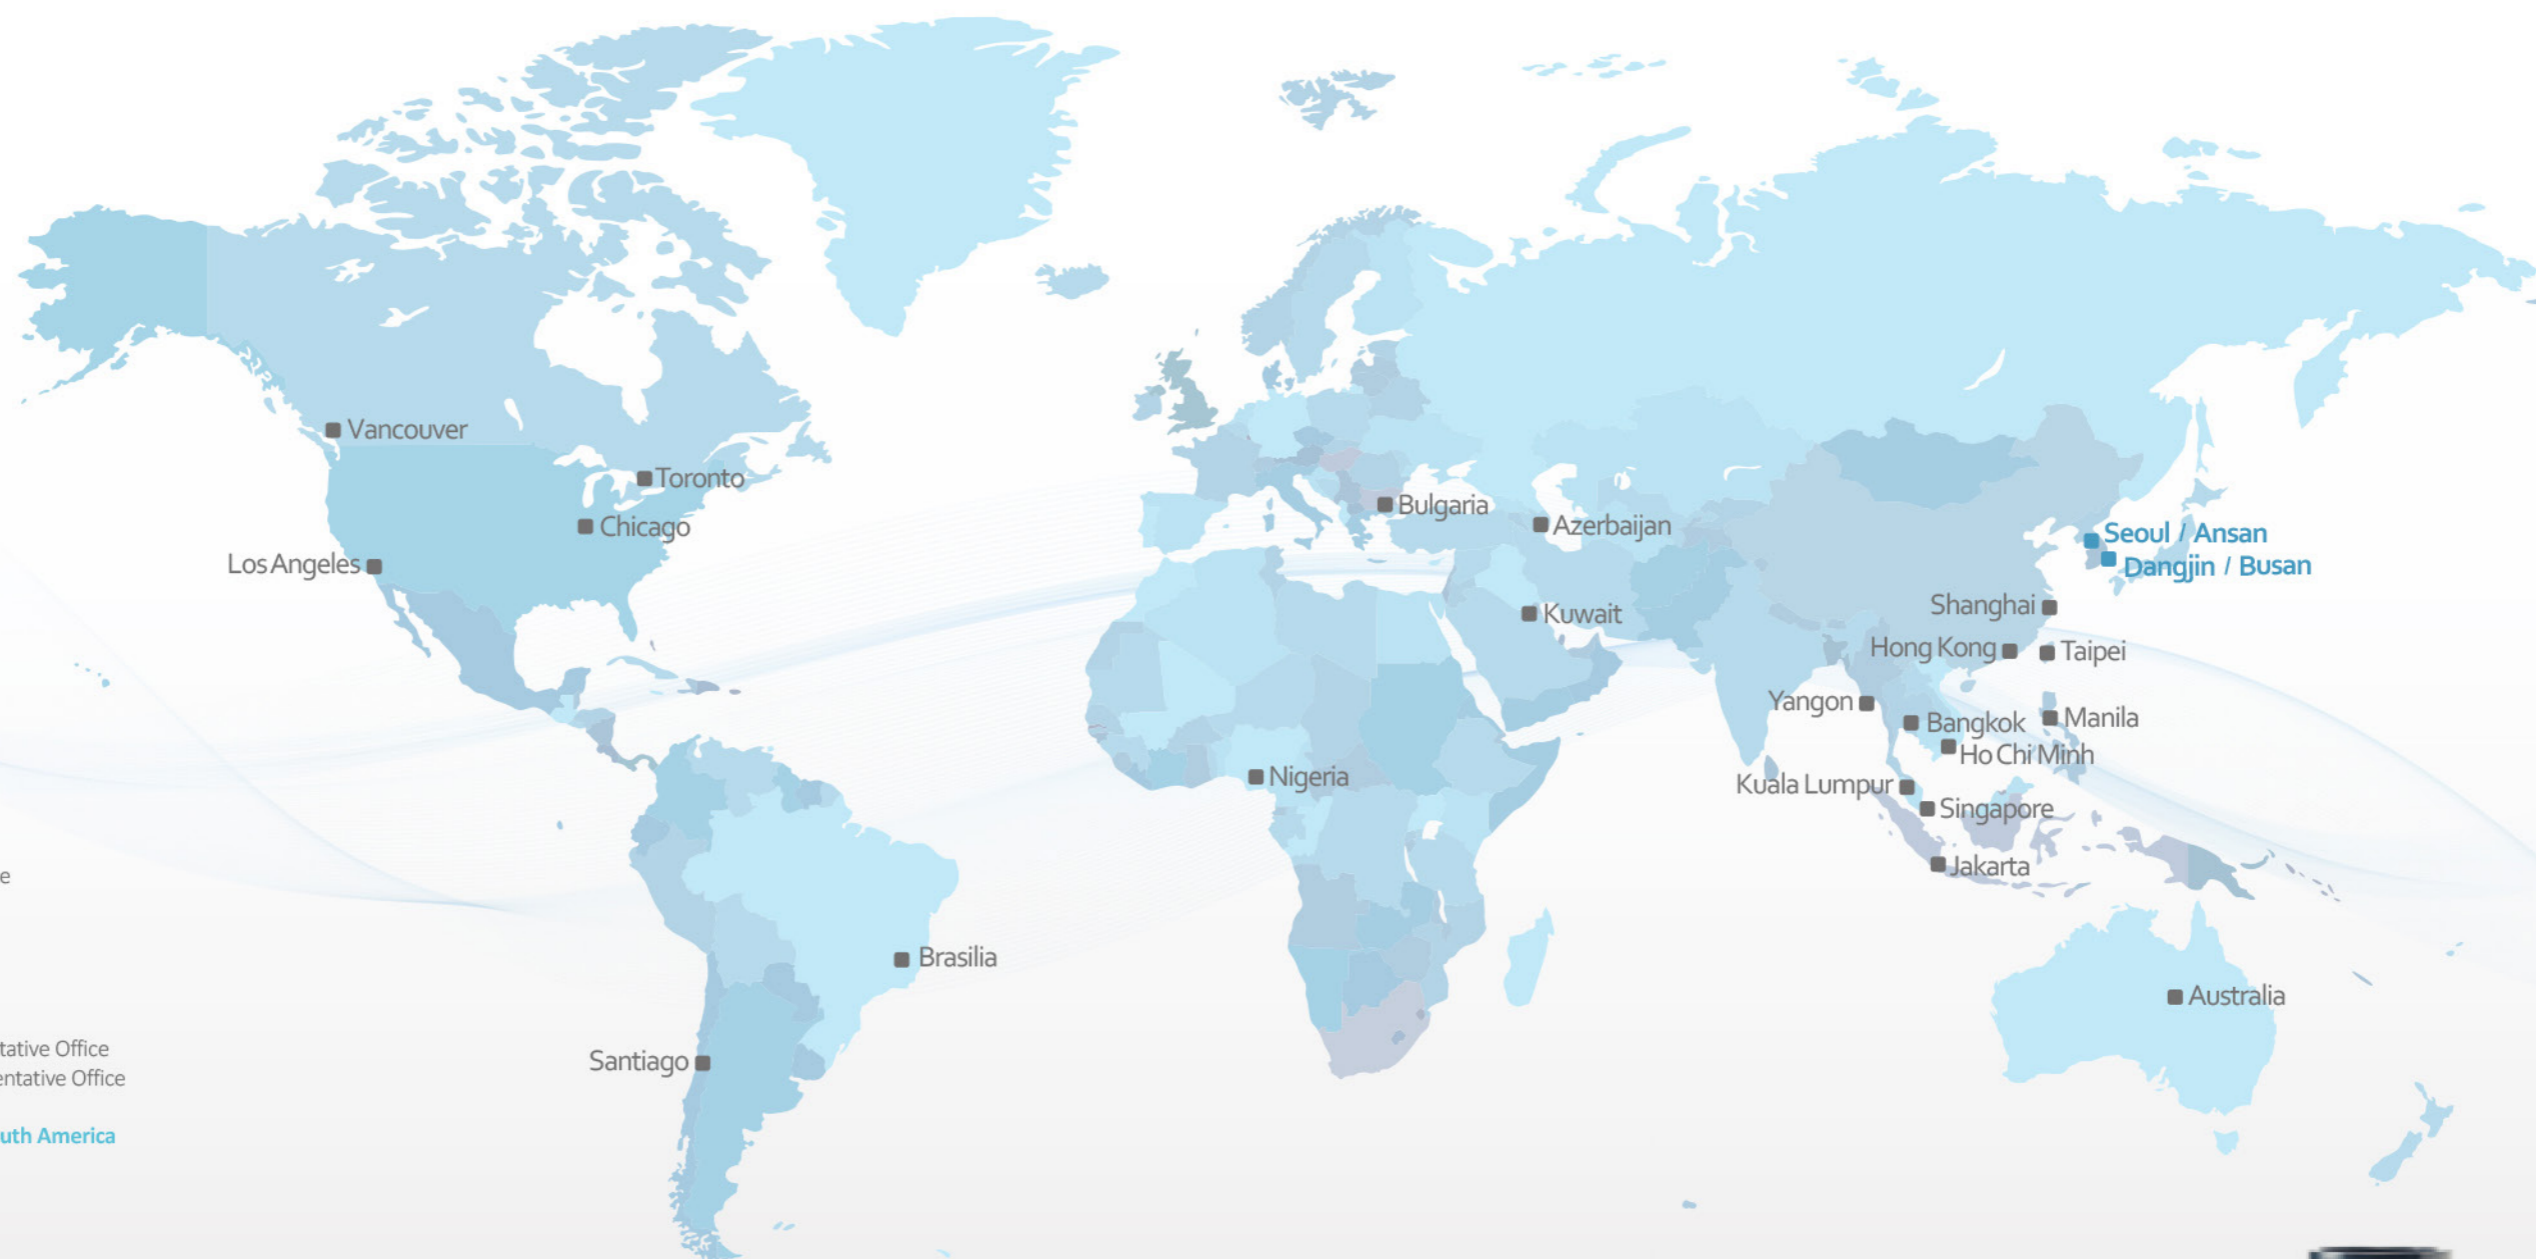 Vancouver
Toronto
Chicago
Los Angeles
Bulgaria
Azerbaijan
Seoul / Ansan
Dangjin / Busan
Kuwait
Shanghai
Hong Kong
Taipei
Yangon
Bangkok
Manila
Ho Chi Minh
Nigeria
Kuala Lumpur
Singapore
Jakarta
e
Brasilia
Australia
tative Office
Santiago
entative Office
uth America